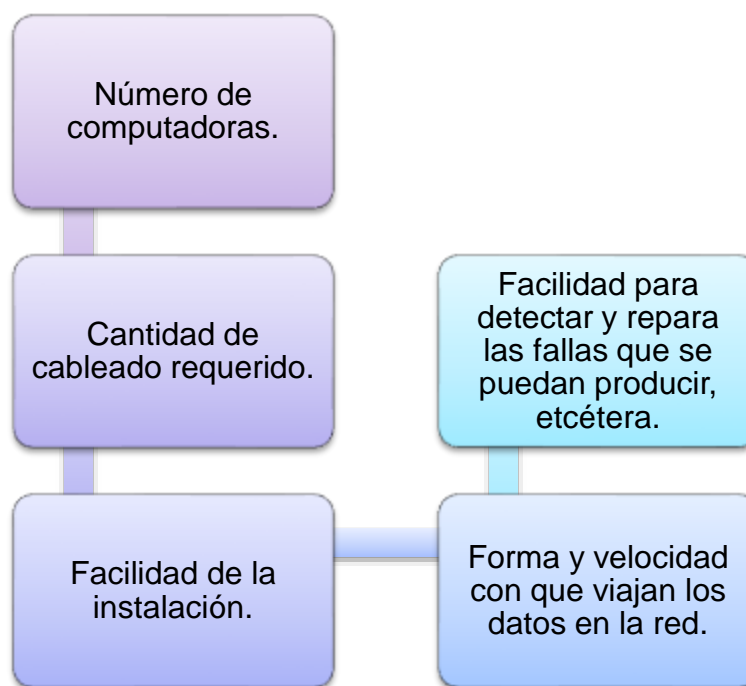 Número de
computadoras.
Cantidad de
cableado requerido.
Facilidad de la
instalación.
Forma y velocidad
con que viajan los
datos en la red.
Facilidad para
detectar y repara
las fallas que se
puedan producir,
etcétera.